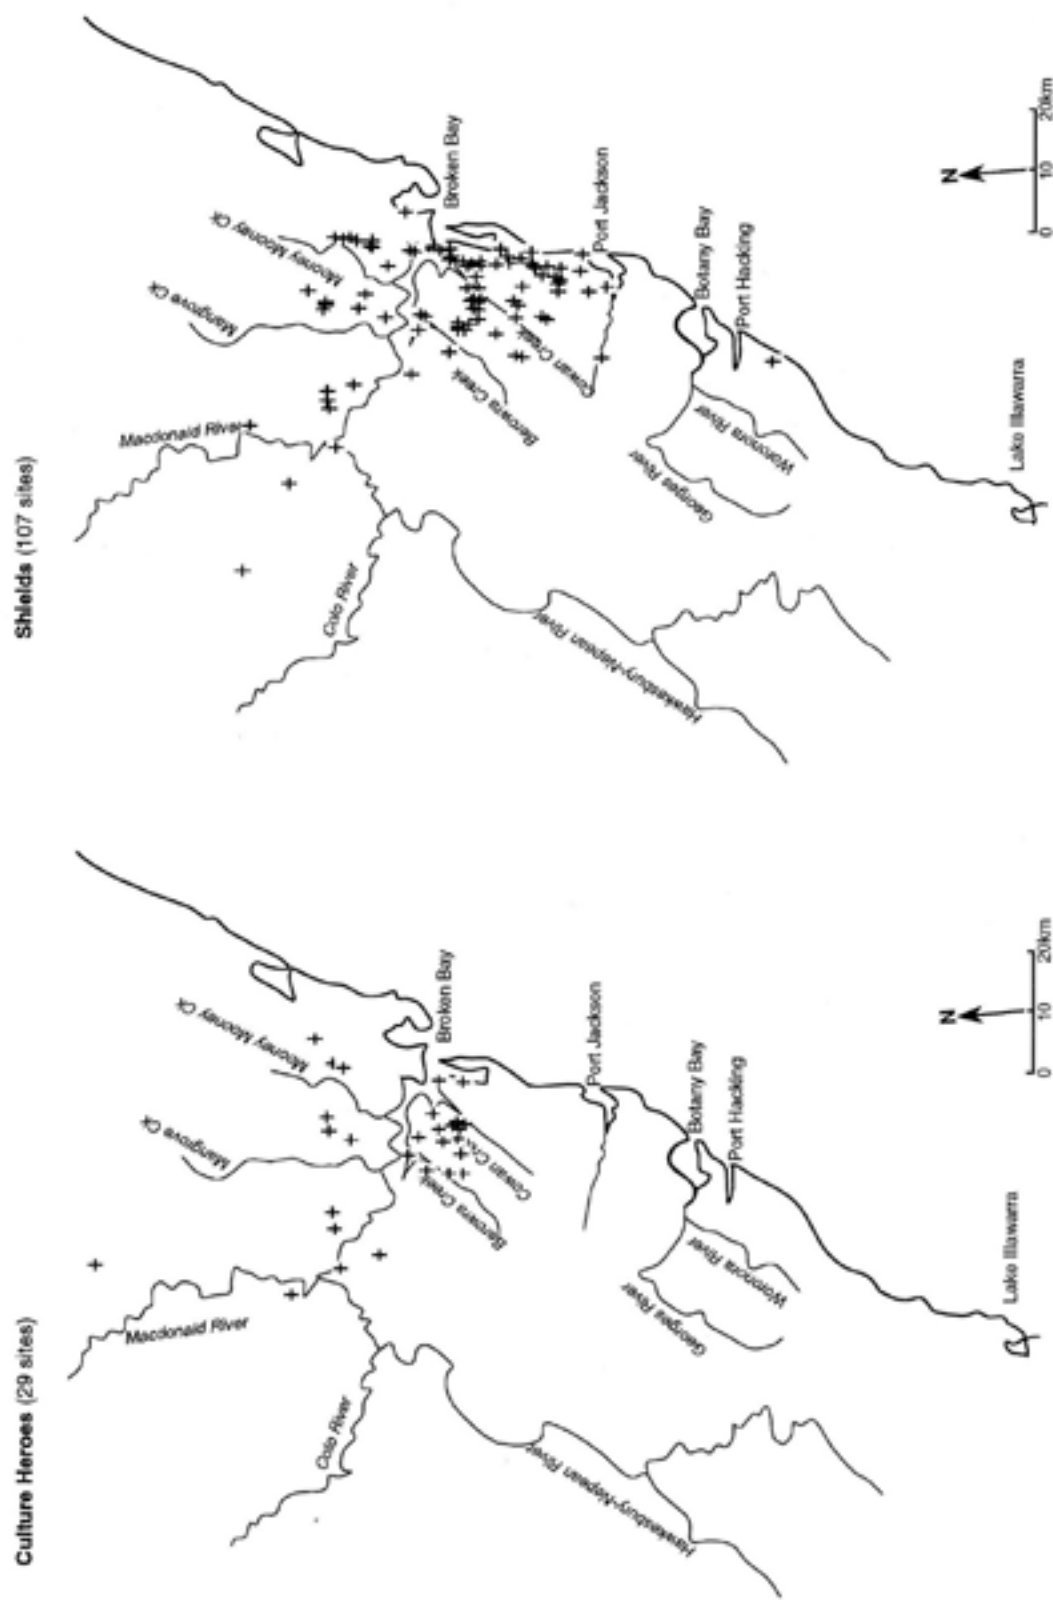 Shields (107 sites)
Mangrove Ck
Mooney Mooney Ck
Macdonald River
Broken Bay
Colo River
Berowra Creek
Cowan Creek
Port Jackson
Hawkesbury-Nepean River
Georges River
Woronora River
Botany Bay
Port Hacking
Lake Illawarra
N
0 10 20km
Culture Heroes (29 sites)
Mangrove Ck
Mooney Mooney Ck
Macdonald River
Broken Bay
Colo River
Berowra Creek
Cowan
Port Jackson
Hawkesbury-Nepean River
Georges River
Woronora River
Botany Bay
Port Hacking
Lake Illawarra
N
0 10 20km